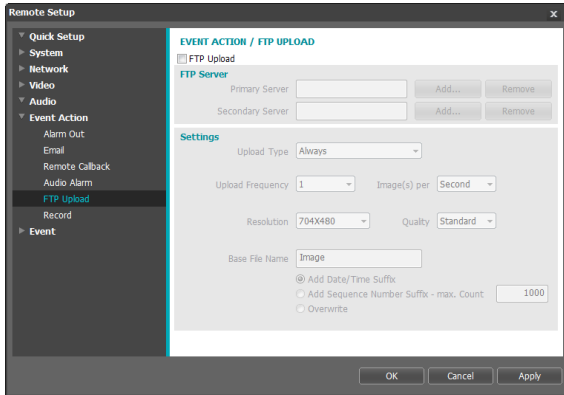 Remote Setup
x
Quick Setup
System
Network
Video
Audio
Event Action
Alarm Out
Email
Remote Callback
Audio Alarm
FTP Upload
Record
Event
EVENT ACTION / FTP UPLOAD
FTP Upload
FTP Server
Primary Server Add... Remove
Secondary Server Add... Remove
Settings
Upload Type Always
Upload Frequency 1 Image(s) per Second
Resolution 704X480 Quality Standard
Base File Name Image
Add Date/Time Suffix
Add Sequence Number Suffix - max. Count 1000
Overwrite
OK Cancel Apply